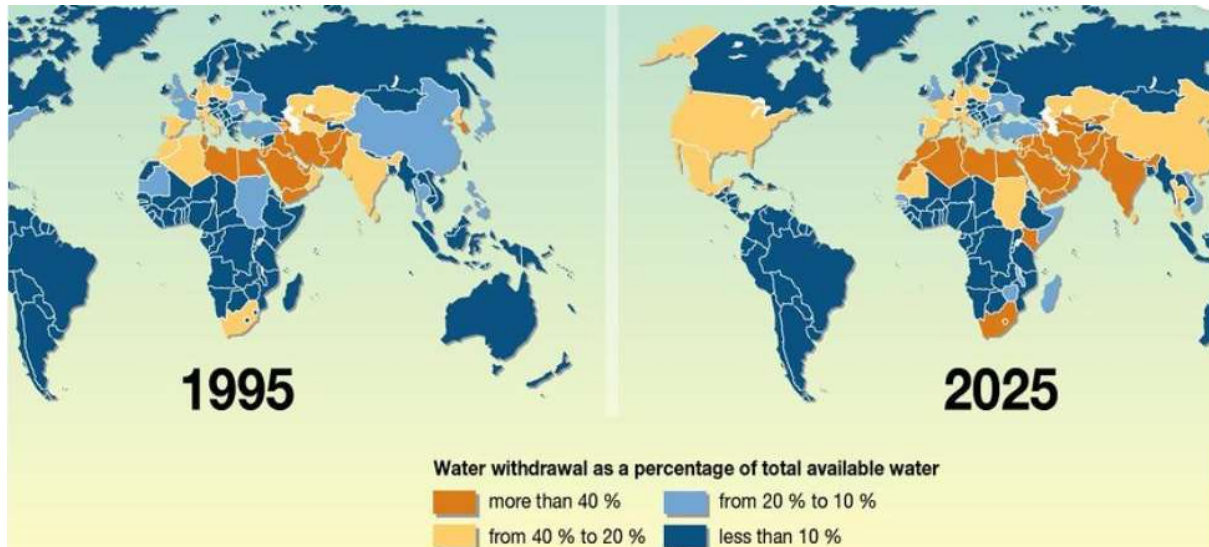 1995
2025
Water withdrawal as a percentage of total available water
more than 40 %
from 20 % to 10 %
from 40 % to 20 %
less than 10 %